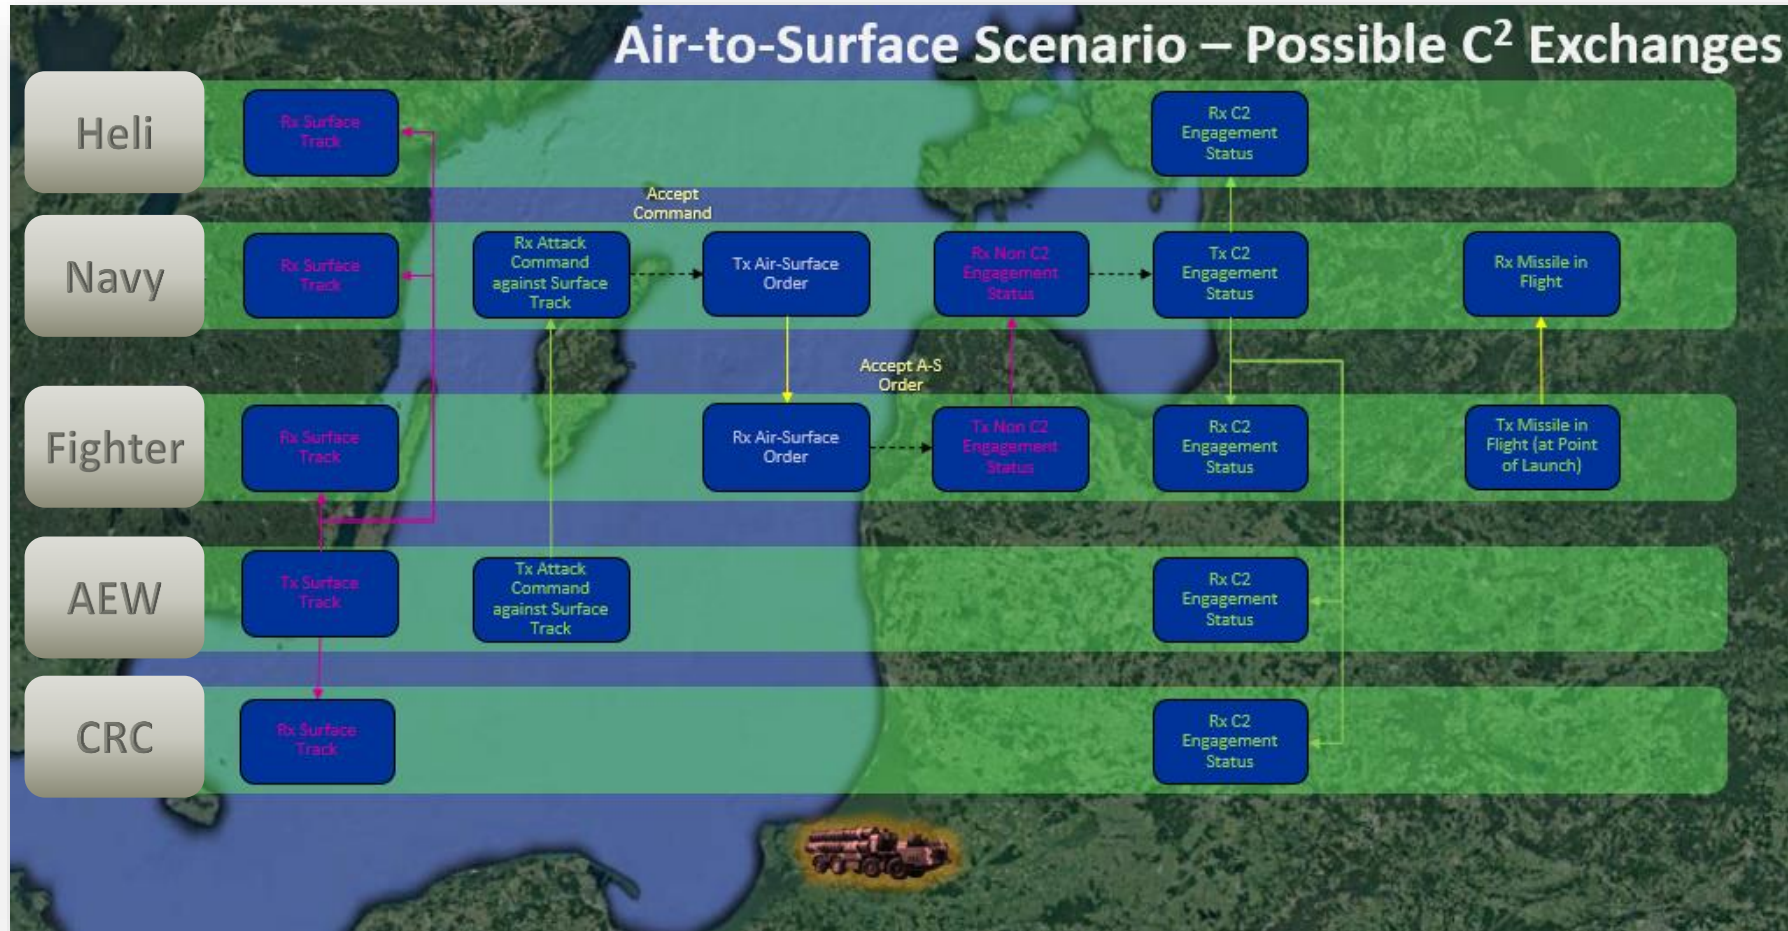 Air-to-Surface Scenario – Possible C² Exchanges
Heli
Rx Surface
Track
Rx C2
Engagement
Status
Accept
Command
Navy
Rx Surface
Track
Rx Attack
Command
against Surface
Track
Tx Air-Surface
Order
Rx Non C2
Engagement
Status
Tx C2
Engagement
Status
Rx Missile in
Flight
Accept A-S
Order
Fighter
Rx Surface
Track
Rx Air-Surface
Order
Tx Non C2
Engagement
Status
Rx C2
Engagement
Status
Tx Missile in
Flight (at Point
of Launch)
AEW
Tx Surface
Track
Tx Attack
Command
against Surface
Track
Rx C2
Engagement
Status
CRC
Rx Surface
Track
Rx C2
Engagement
Status